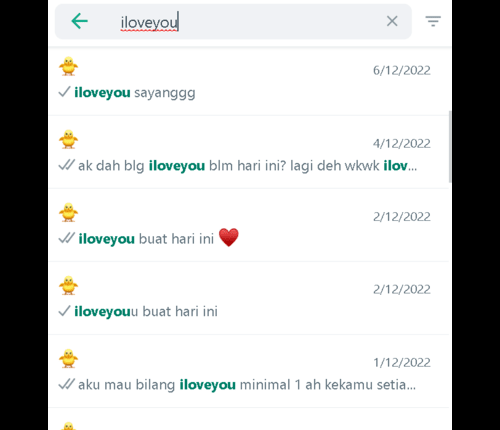 iloveyou
6/12/2022
iloveyou sayanggg
4/12/2022
ak dah blg iloveyou blm hari ini? lagi deh wkwk ilov...
2/12/2022
iloveyou buat hari ini
2/12/2022
iloveyouu buat hari ini
1/12/2022
aku mau bilang iloveyou minimal 1 ah kekamu setia...